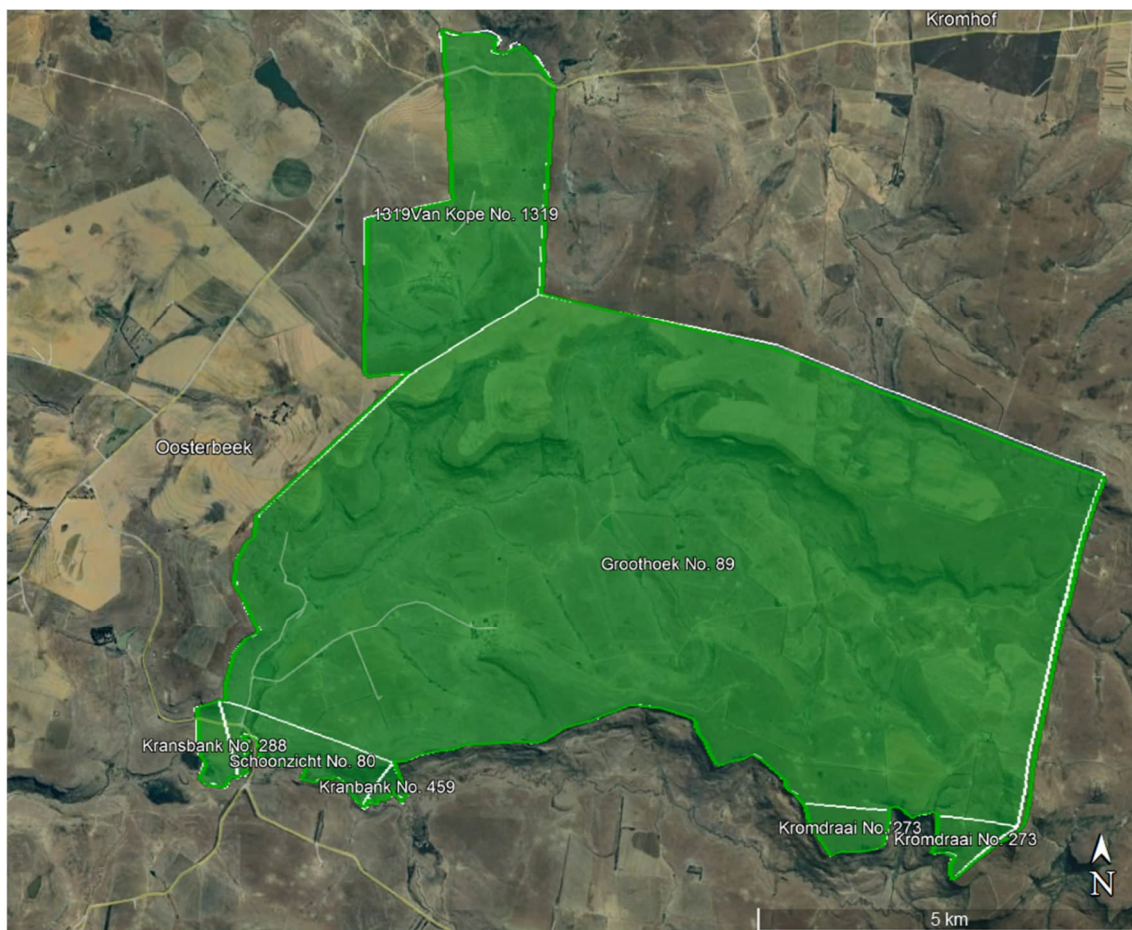 Kromhof
1319Van Kope No. 1319
Oosterbeek
Groothoek No. 89
Kransbank No. 288
Schoonzicht No. 80
Kranbank No. 459
Kromdraai No. 273
Kromdraai No. 273
N
5 km